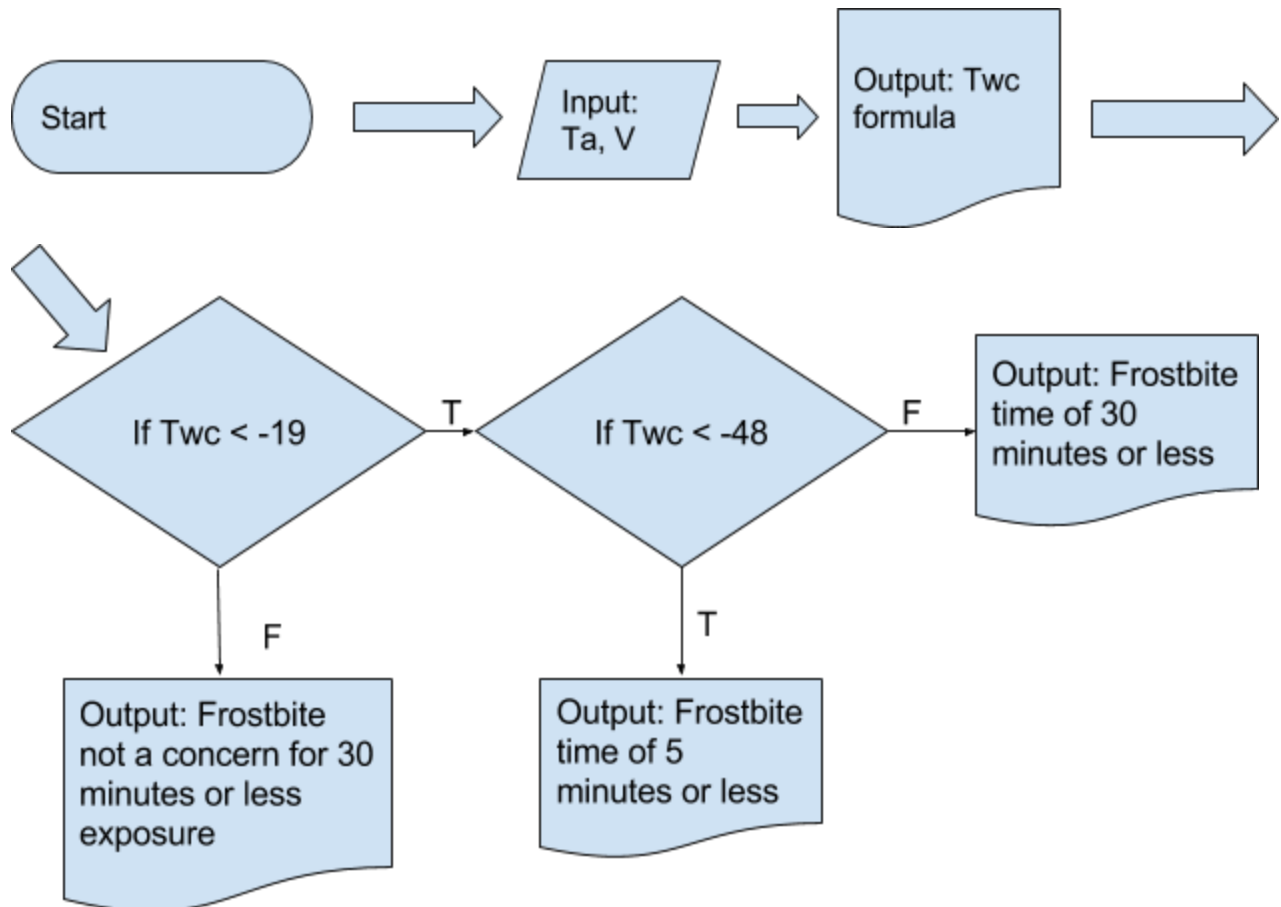 Start
Input:
Ta, V
Output: Twc
formula
If Twc < -19
T
If Twc < -48
F
Output: Frostbite
time of 30
minutes or less
F
T
Output: Frostbite
not a concern for 30
minutes or less
exposure
Output: Frostbite
time of 5
minutes or less